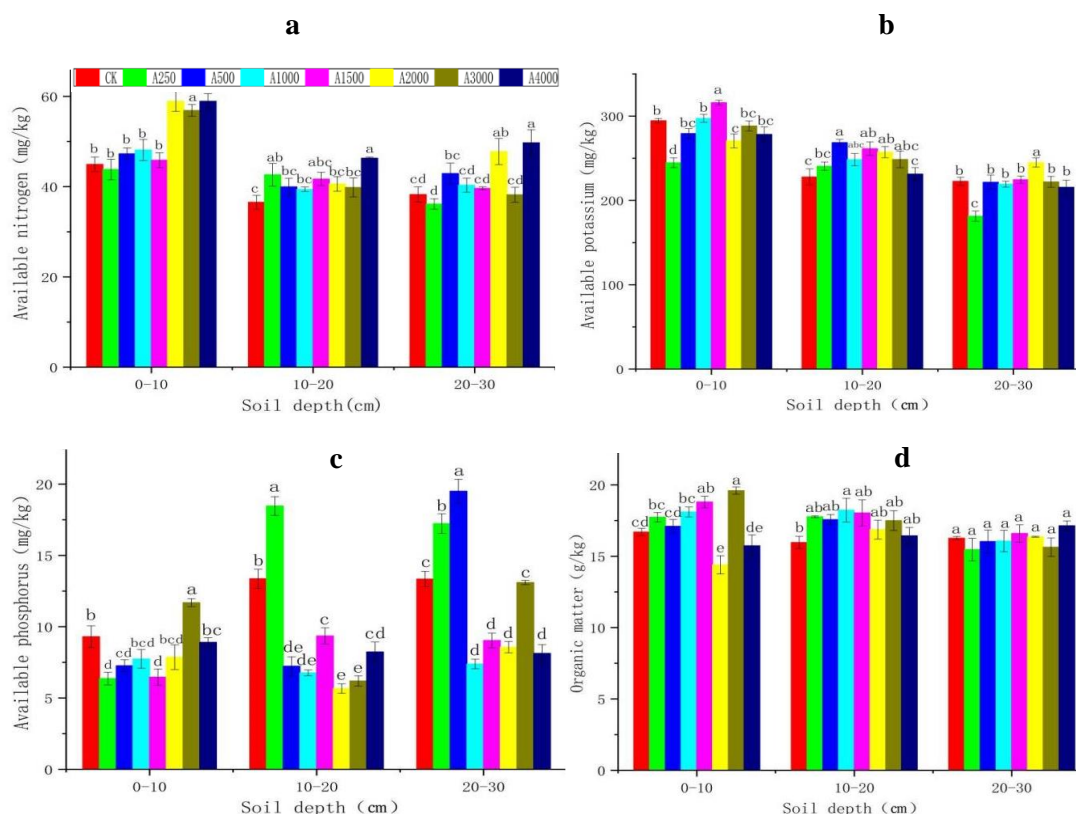 a
CK A250 A500 A1000 A1500 A2000 A3000 A4000
Available nitrogen (mg/kg)
60
40
20
0
b b b b b a
c ab bc bc abc bc bc a
cd d bc cd cd ab cd a
0-10 10-20 20-30
Soil depth(cm)
b
Available potassium (mg/kg)
300
200
100
0
b d bc b a c bc bc
c bc a abc ab ab abc c
b c b b b a b b
0-10 10-20 20-30
Soil depth (cm)
c
Available phosphorus (mg/kg)
20
15
10
5
0
b d cd bcd d bcd a bc
b a de de c e e cd
c b a d d d c d
0-10 10-20 20-30
Soil depth (cm)
d
Organic matter (g/kg)
20
15
10
5
0
cd bc cd bc ab e a de
b ab ab a ab ab ab ab
a a a a a a a a
0-10 10-20 20-30
Soil depth (cm)